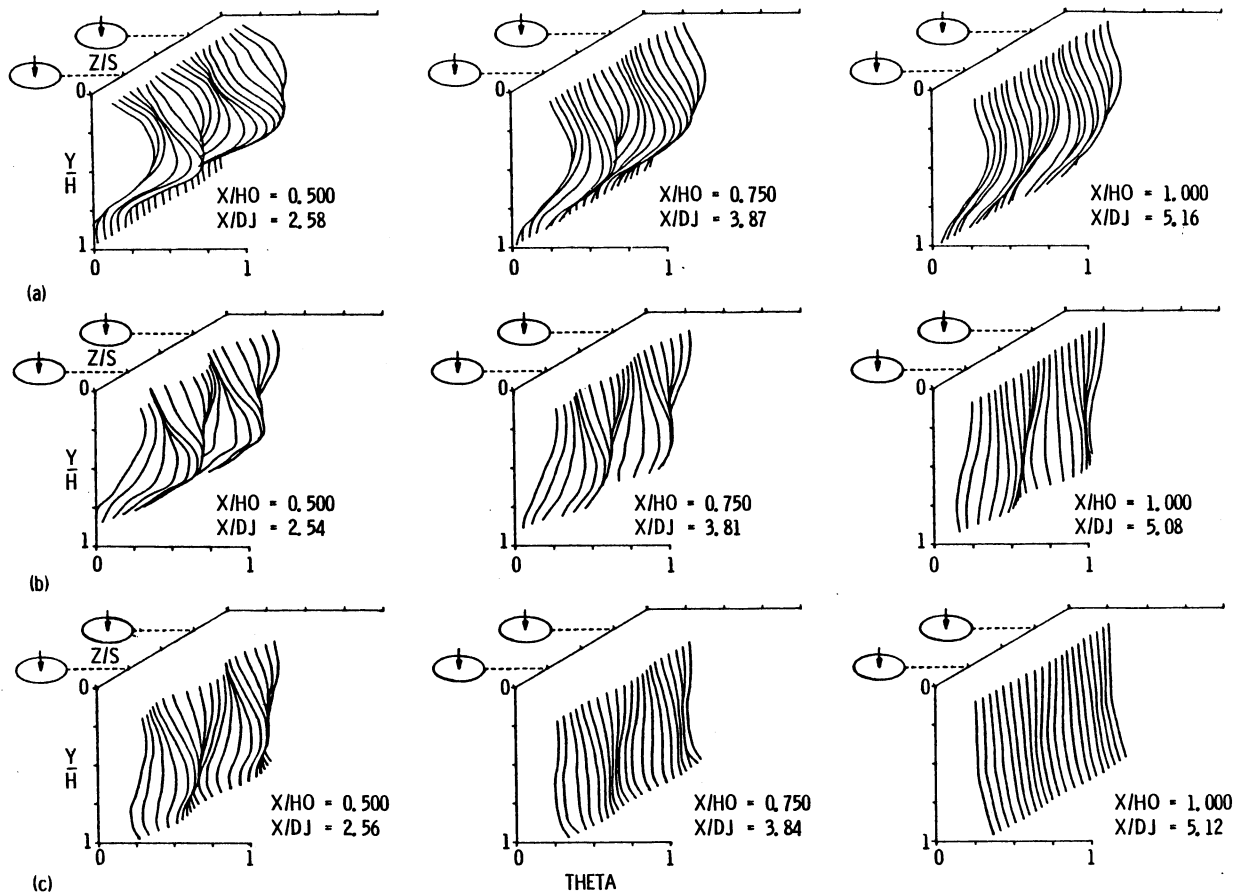 Z/S
0
Y
H
X/HO = 0.500
X/DJ = 2.58
1
0
1
0
X/HO = 0.750
X/DJ = 3.87
1
0
1
0
X/HO = 1.000
X/DJ = 5.16
1
0
1
(a)
Z/S
0
Y
H
X/HO = 0.500
X/DJ = 2.54
1
0
1
0
X/HO = 0.750
X/DJ = 3.81
1
0
1
0
X/HO = 1.000
X/DJ = 5.08
1
0
1
(b)
Z/S
0
Y
H
X/HO = 0.500
X/DJ = 2.56
1
0
1
0
X/HO = 0.750
X/DJ = 3.84
1
0
1
0
X/HO = 1.000
X/DJ = 5.12
1
0
1
(c)
THETA